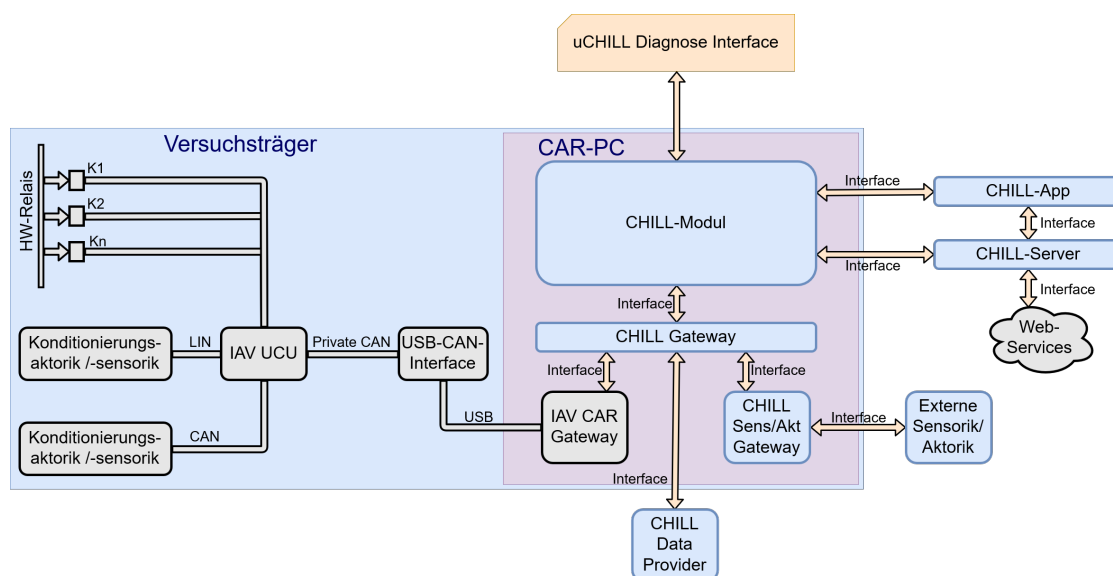 uCHILL Diagnose Interface
Versuchsträger
CAR-PC
HW-Relais
K1
K2
Kn
CHILL-Modul
Interface
CHILL-App
Interface
Interface
CHILL-Server
Interface
Web-
Services
Interface
CHILL Gateway
Konditionierungs-
aktorik /-sensorik
LIN
IAV UCU
Private CAN
USB-CAN-
Interface
Interface
Interface
USB
IAV CAR
Gateway
CHILL
Sens/Akt
Gateway
Interface
Externe
Sensorik/
Aktorik
Konditionierungs-
aktorik /-sensorik
CAN
Interface
CHILL
Data
Provider